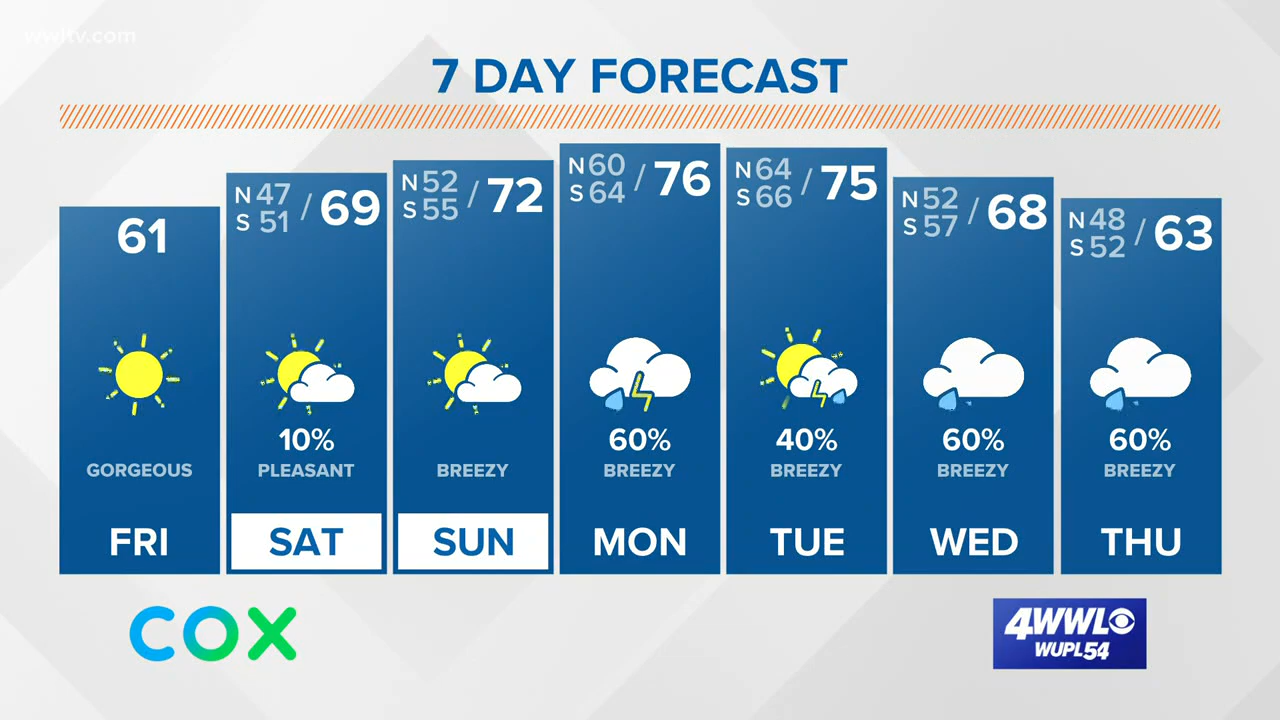 wwltv.com
7 DAY FORECAST
61
GORGEOUS
FRI
N 47
S 51
/ 69
10%
PLEASANT
SAT
N 52
S 55
/ 72
BREEZY
SUN
N 60
S 64
/ 76
60%
BREEZY
MON
N 64
S 66
/ 75
40%
BREEZY
TUE
N 52
S 57
/ 68
60%
BREEZY
WED
N 48
S 52
/ 63
60%
BREEZY
THU
COX
4WWL
WUPL54